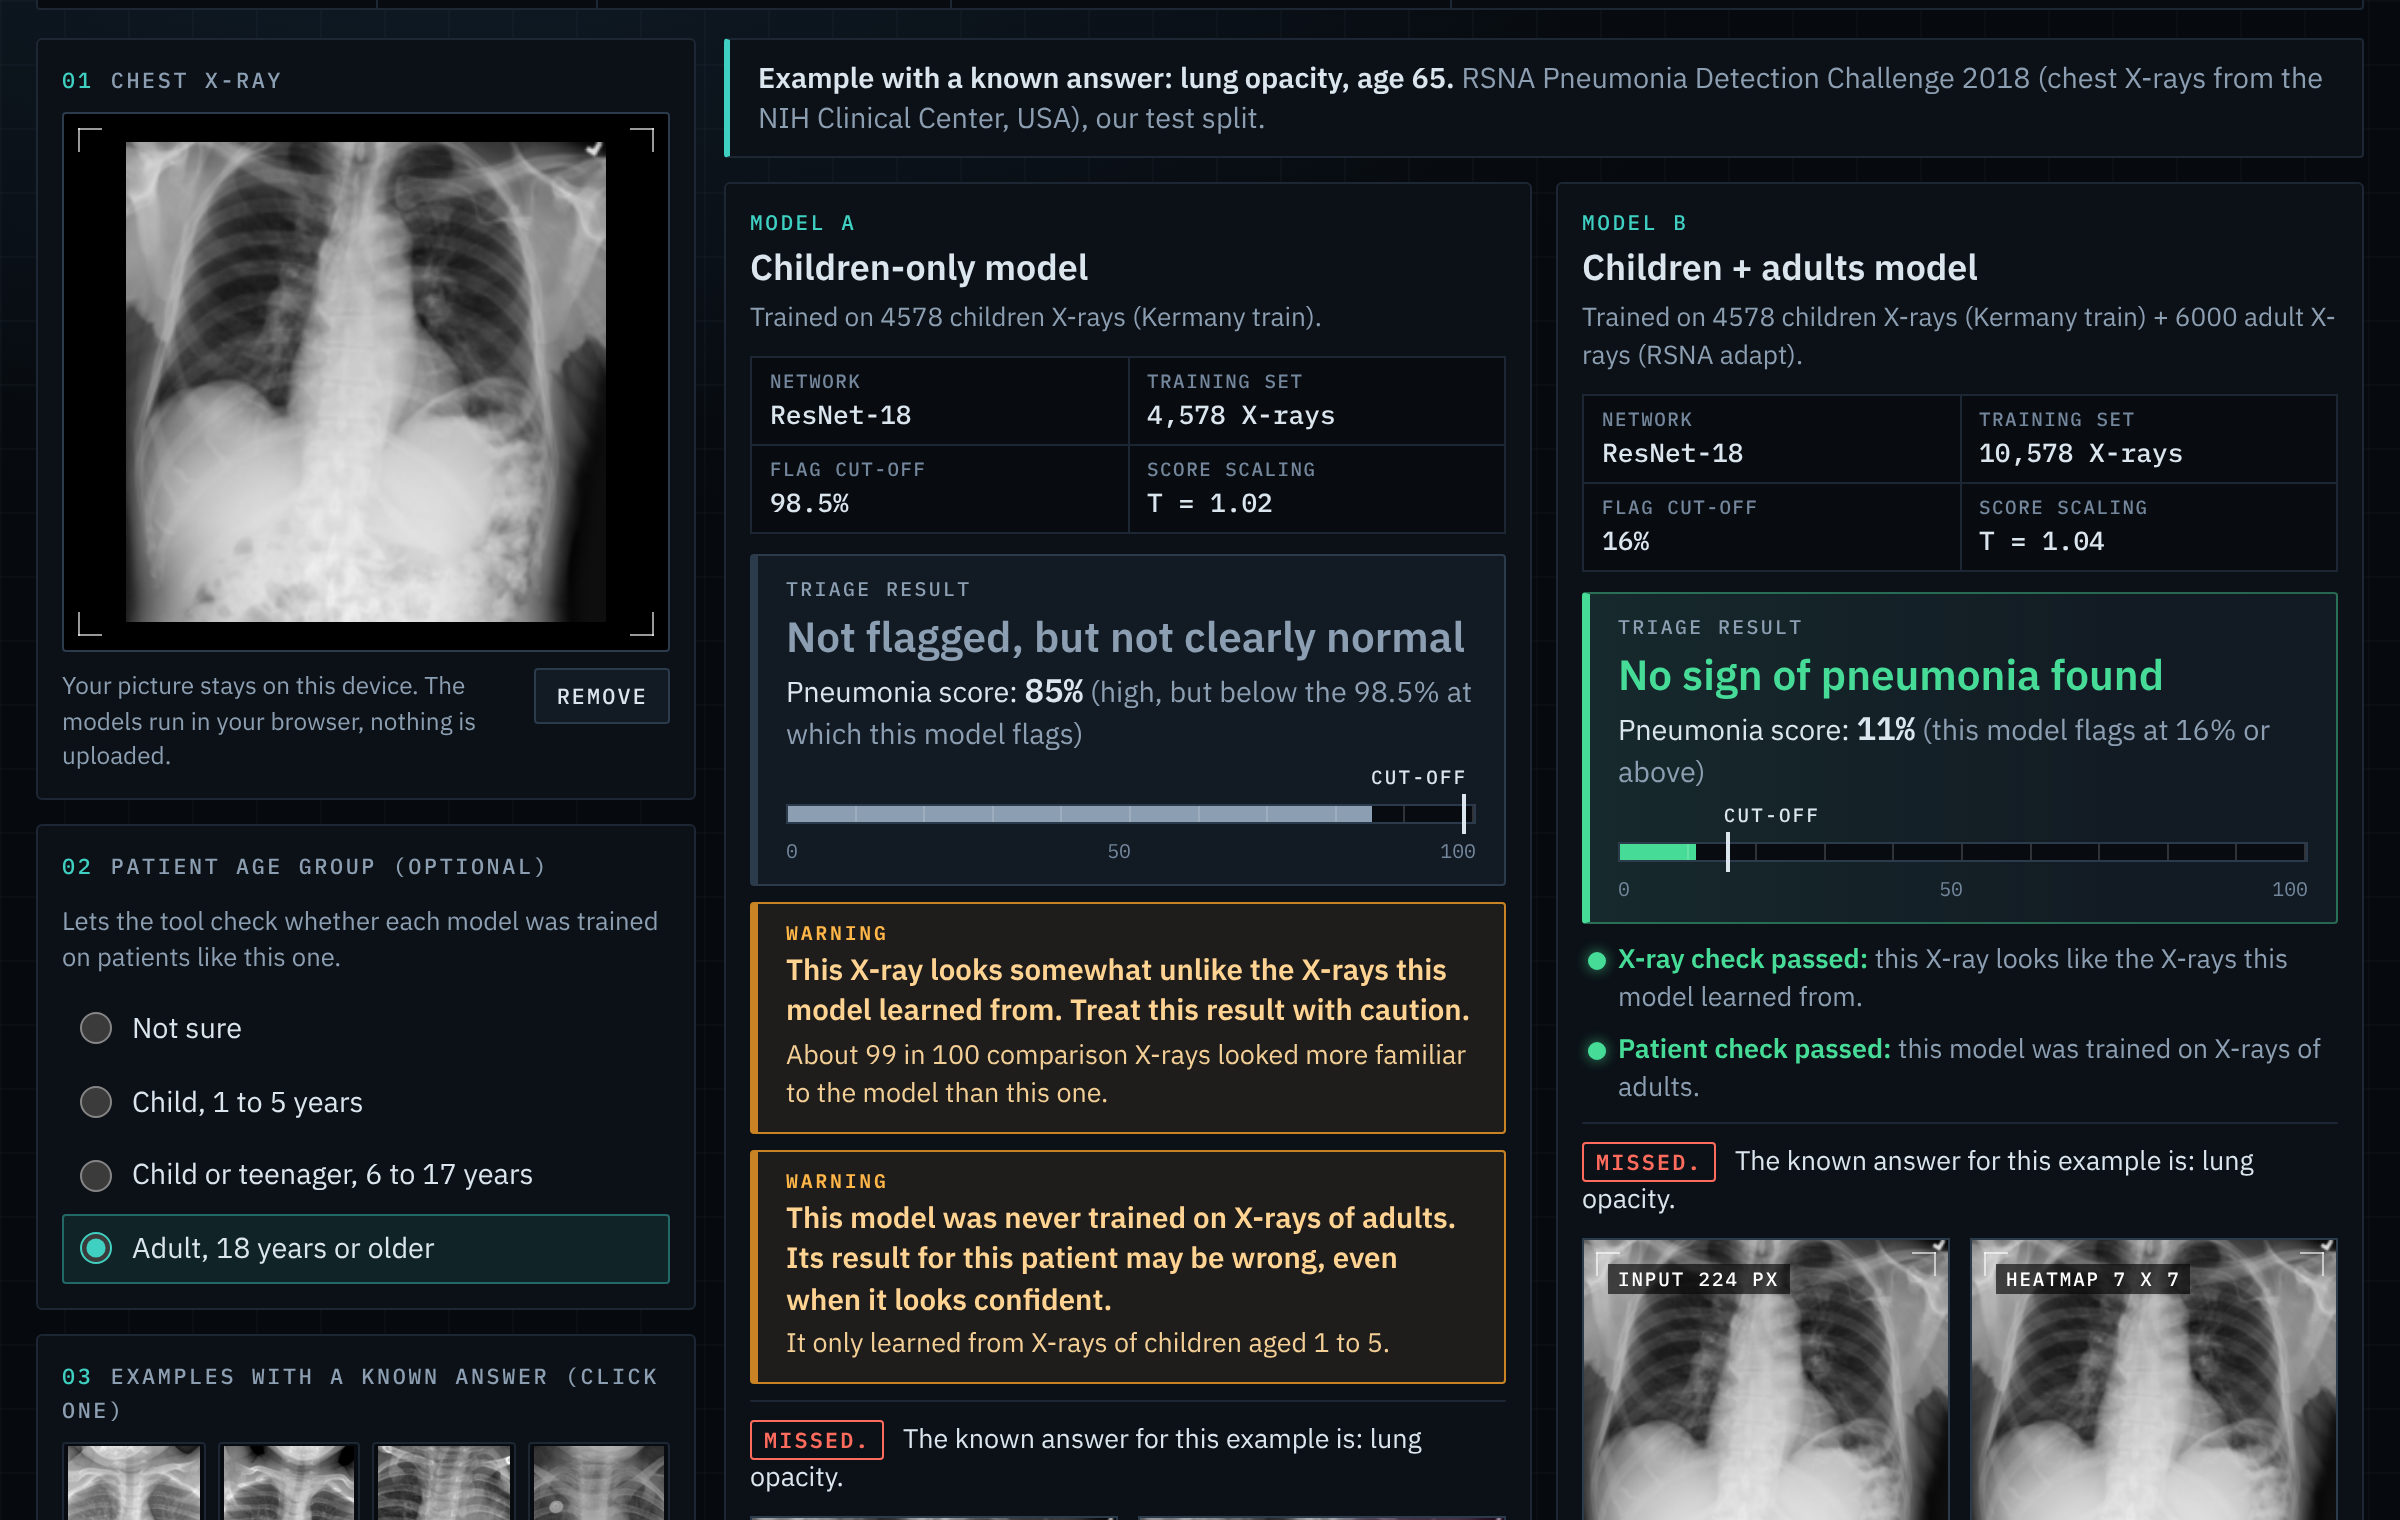 01 CHEST X-RAY
Your picture stays on this device. The
models run in your browser, nothing is
uploaded.
REMOVE
02 PATIENT AGE GROUP (OPTIONAL)
Lets the tool check whether each model was trained
on patients like this one.
Not sure
Child, 1 to 5 years
Child or teenager, 6 to 17 years
Adult, 18 years or older
03 EXAMPLES WITH A KNOWN ANSWER (CLICK
ONE)
Example with a known answer: lung opacity, age 65. RSNA Pneumonia Detection Challenge 2018 (chest X-rays from the
NIH Clinical Center, USA), our test split.
MODEL A
Children-only model
Trained on 4578 children X-rays (Kermany train).
NETWORK
ResNet-18
TRAINING SET
4,578 X-rays
FLAG CUT-OFF
98.5%
SCORE SCALING
T = 1.02
TRIAGE RESULT
Not flagged, but not clearly normal
Pneumonia score: 85% (high, but below the 98.5% at
which this model flags)
CUT-OFF
0 50 100
WARNING
This X-ray looks somewhat unlike the X-rays this
model learned from. Treat this result with caution.
About 99 in 100 comparison X-rays looked more familiar
to the model than this one.
WARNING
This model was never trained on X-rays of adults.
Its result for this patient may be wrong, even
when it looks confident.
It only learned from X-rays of children aged 1 to 5.
MISSED. The known answer for this example is: lung
opacity.
MODEL B
Children + adults model
Trained on 4578 children X-rays (Kermany train) + 6000 adult X-
rays (RSNA adapt).
NETWORK
ResNet-18
TRAINING SET
10,578 X-rays
FLAG CUT-OFF
16%
SCORE SCALING
T = 1.04
TRIAGE RESULT
No sign of pneumonia found
Pneumonia score: 11% (this model flags at 16% or
above)
CUT-OFF
0 50 100
X-ray check passed: this X-ray looks like the X-rays this
model learned from.
Patient check passed: this model was trained on X-rays of
adults.
MISSED. The known answer for this example is: lung
opacity.
INPUT 224 PX
HEATMAP 7 X 7